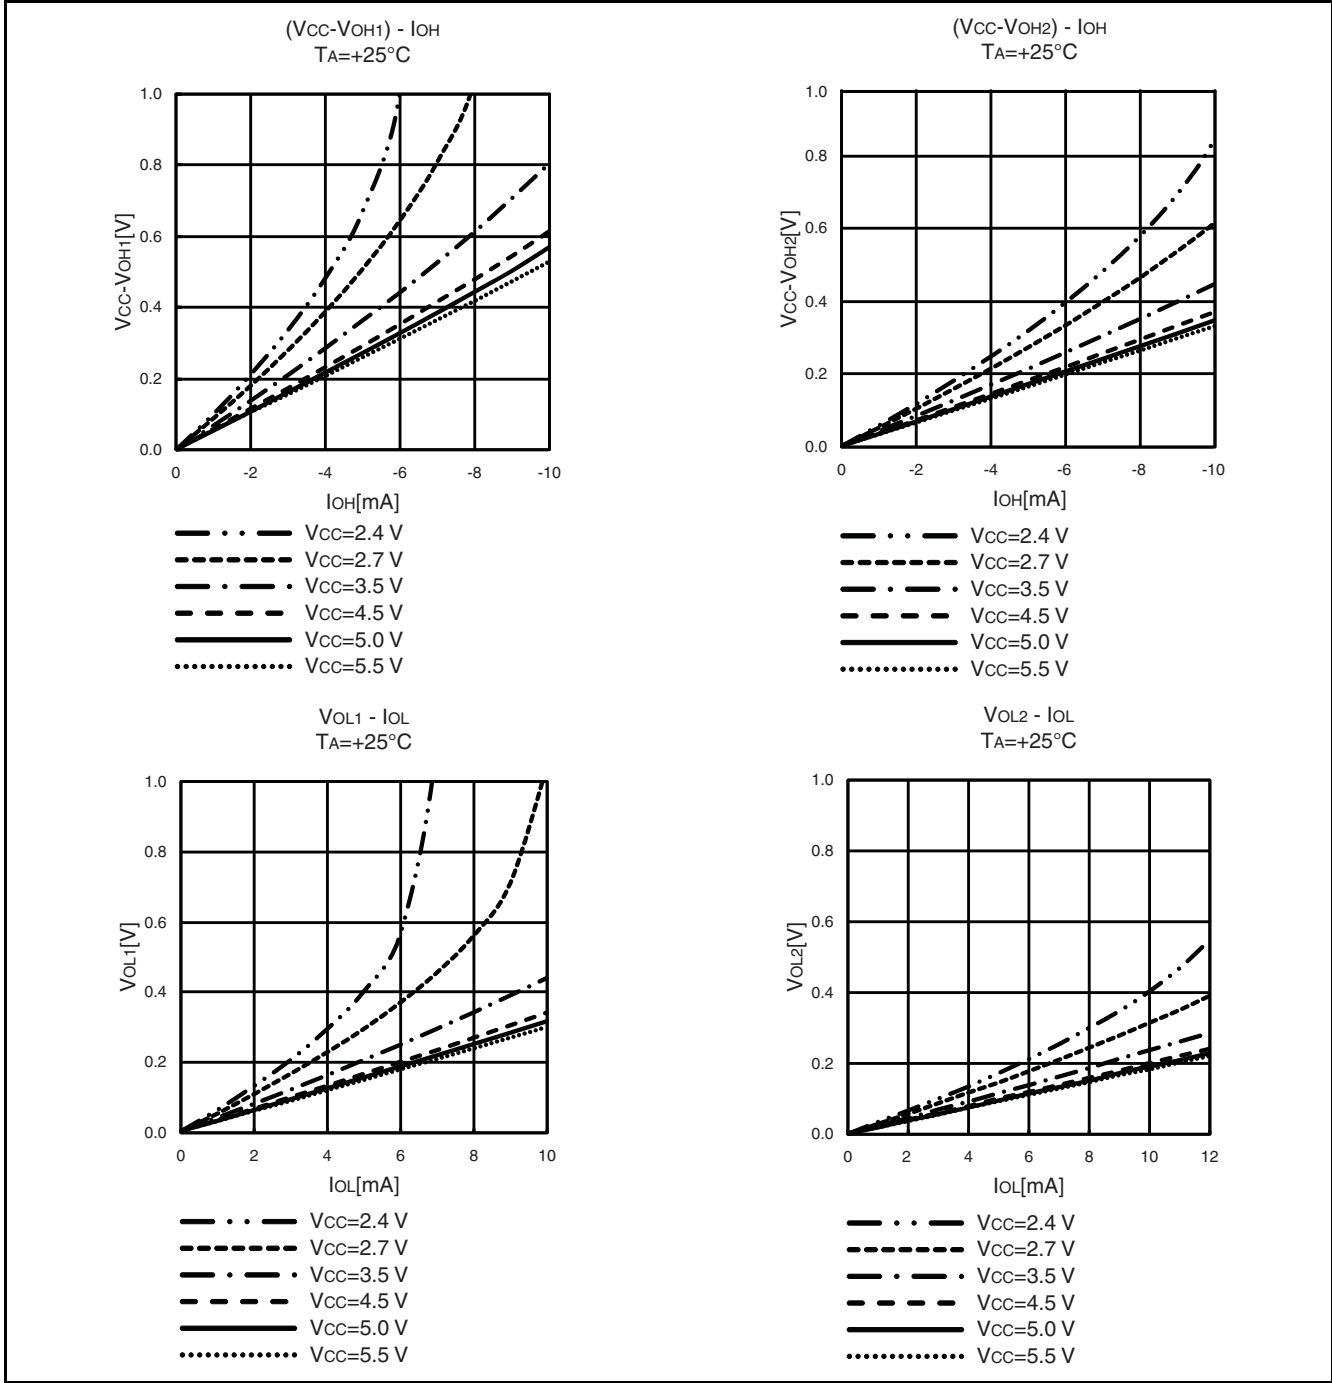 (VCC-VOH1) - IOH
TA=+25°C
1.0
0.8
0.6
0.4
0.2
0.0
VCC-VOH1[V]
0 -2 -4 -6 -8 -10
IOH[mA]
VCC=2.4 V
VCC=2.7 V
VCC=3.5 V
VCC=4.5 V
VCC=5.0 V
VCC=5.5 V
(VCC-VOH2) - IOH
TA=+25°C
1.0
0.8
0.6
0.4
0.2
0.0
VCC-VOH2[V]
0 -2 -4 -6 -8 -10
IOH[mA]
VCC=2.4 V
VCC=2.7 V
VCC=3.5 V
VCC=4.5 V
VCC=5.0 V
VCC=5.5 V
VOL1 - IOL
TA=+25°C
1.0
0.8
0.6
0.4
0.2
0.0
VOL1[V]
0 2 4 6 8 10
IOL[mA]
VCC=2.4 V
VCC=2.7 V
VCC=3.5 V
VCC=4.5 V
VCC=5.0 V
VCC=5.5 V
VOL2 - IOL
TA=+25°C
1.0
0.8
0.6
0.4
0.2
0.0
VOL2[V]
0 2 4 6 8 10 12
IOL[mA]
VCC=2.4 V
VCC=2.7 V
VCC=3.5 V
VCC=4.5 V
VCC=5.0 V
VCC=5.5 V